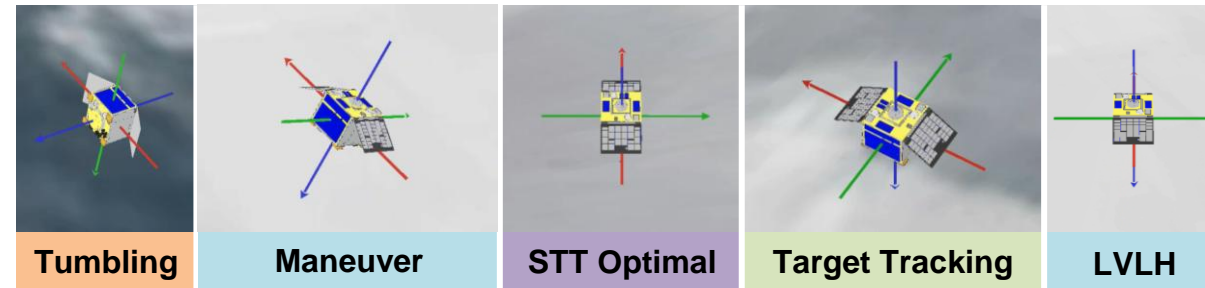 Tumbling
Maneuver
STT Optimal
Target Tracking
LVLH